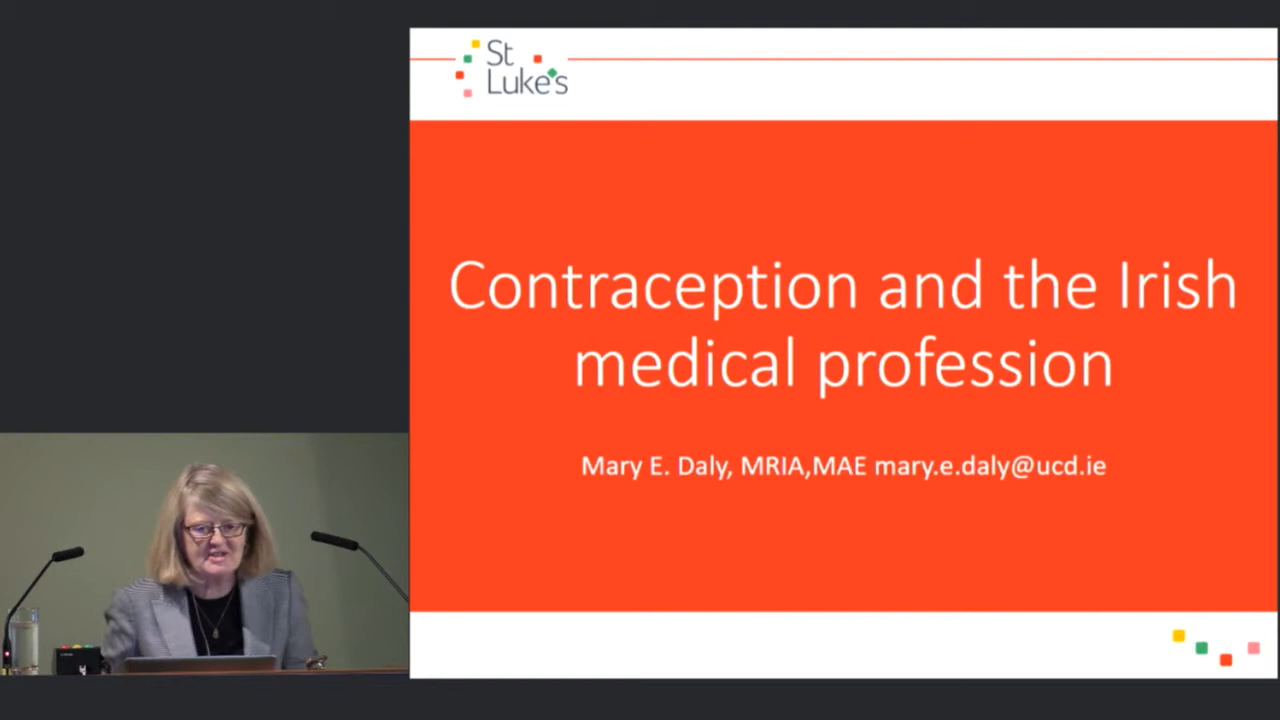 St
Luke's
Contraception and the Irish
medical profession
Mary E. Daly, MRIA,MAE mary.e.daly@ucd.ie